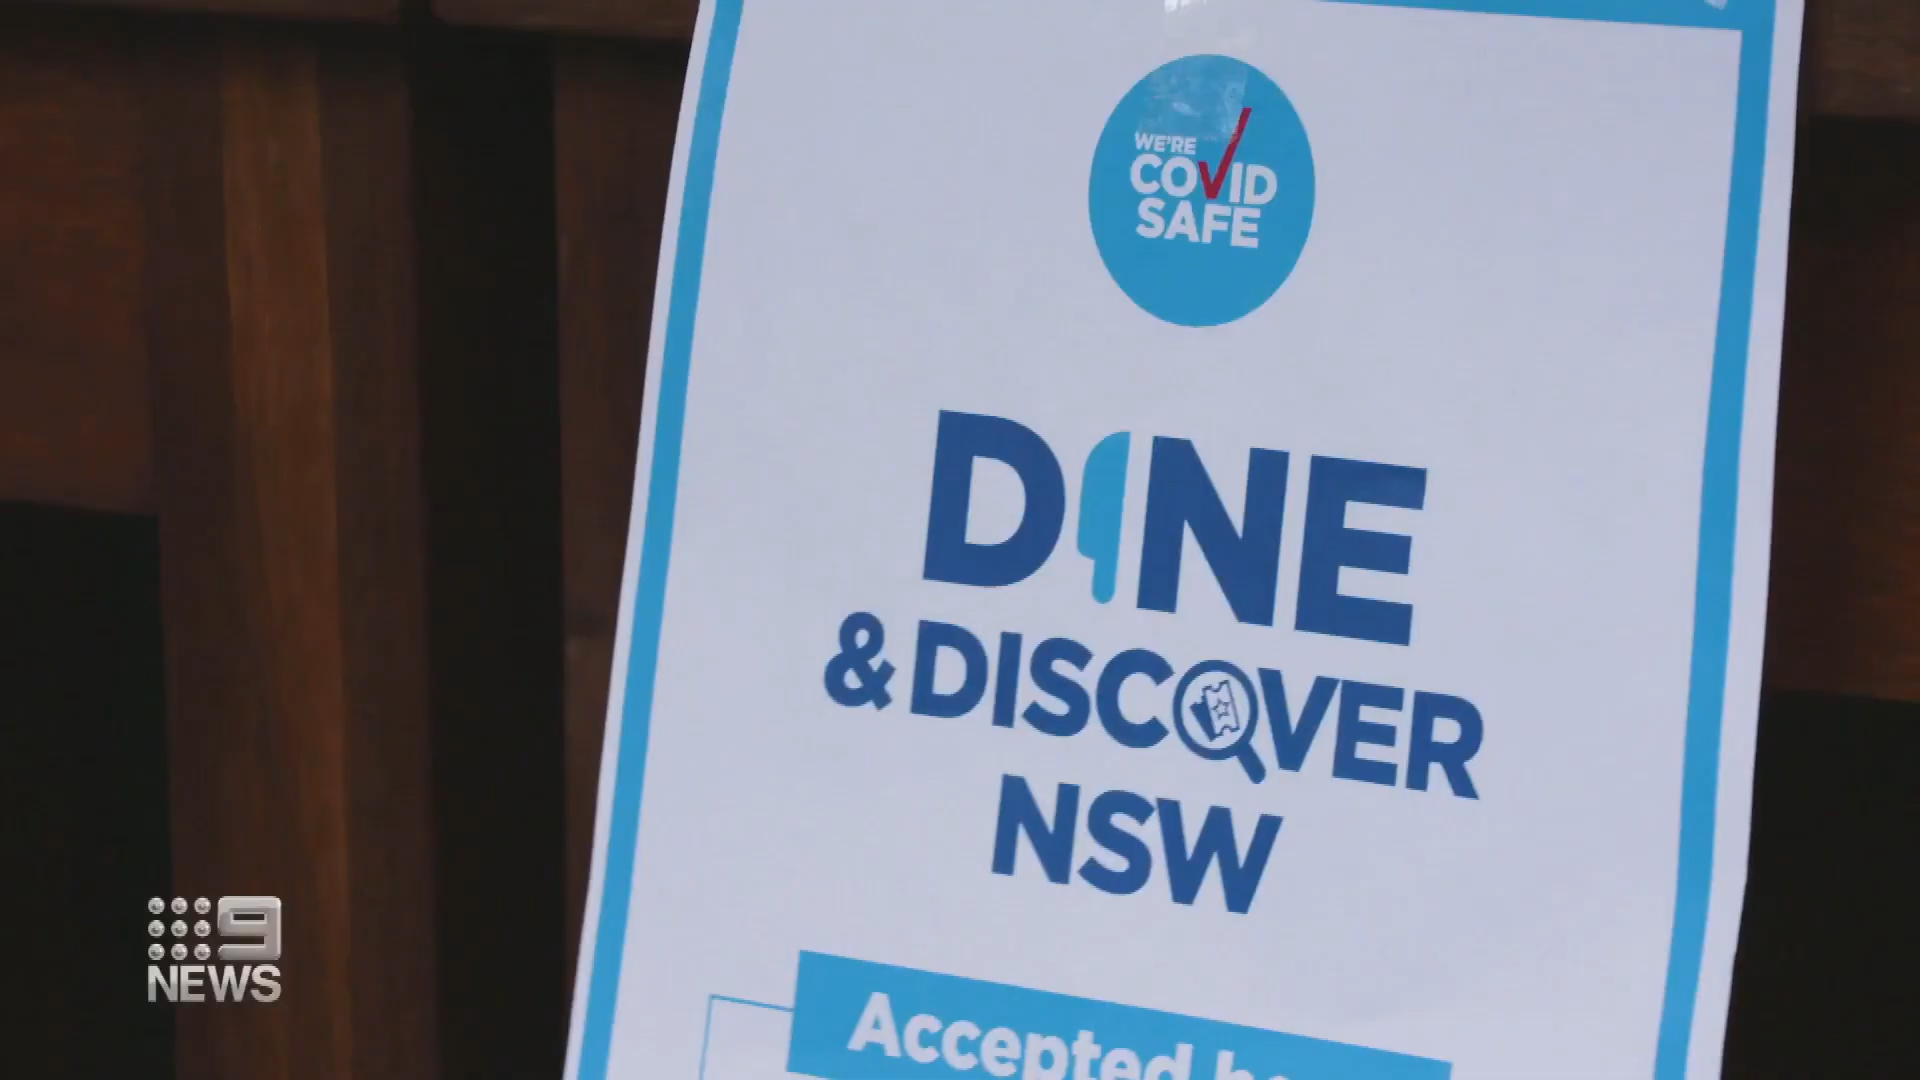 WE'RE
COVID
SAFE
DINE
& DISCOVER
NSW
Accepted
9
NEWS